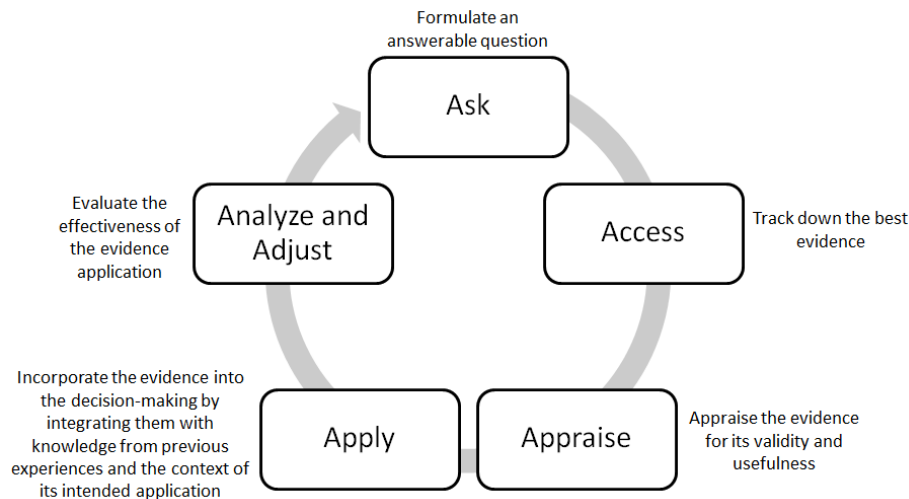 Formulate an
answerable question
Ask
Access
Track down the best
evidence
Appraise
Appraise the evidence
for its validity and
usefulness
Apply
Incorporate the evidence into
the decision-making by
integrating them with
knowledge from previous
experiences and the context of
its intended application
Analyze and
Adjust
Evaluate the
effectiveness of
the evidence
application